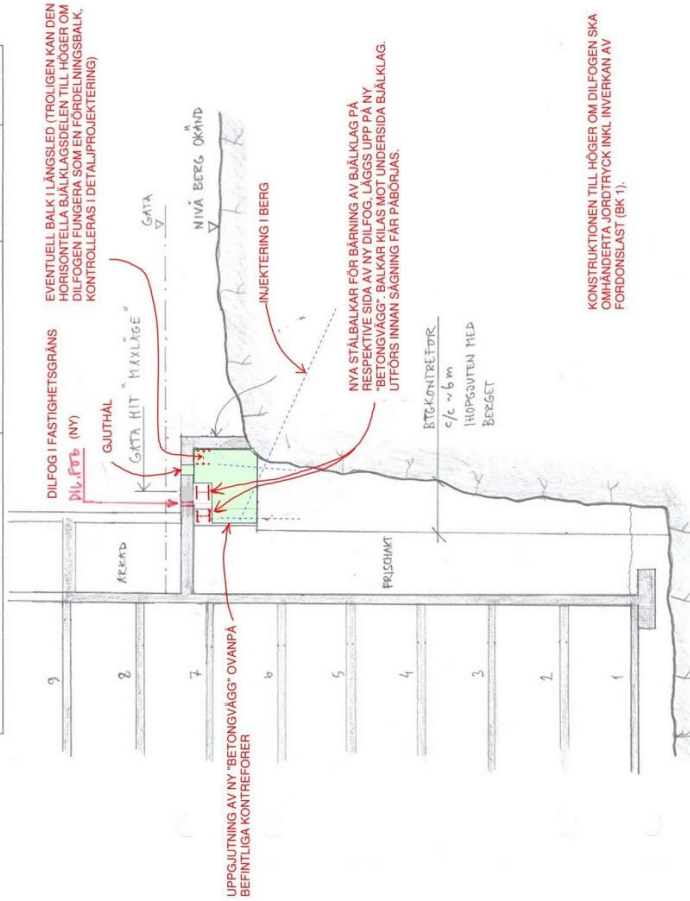 EVENTUELL BALK I LÄNGSLED (TROLIGEN KAN DEN
HORISONTELLA BJÄLKLAGSDELEN TILL HÖGER OM
DILFOGEN FUNGERA SOM EN FÖRDELNINGSBALK,
KONTROLLERAS I DETALJPROJEKTERING)
DILFOG I FASTIGHETSGRÄNS
DIL.FOG (NY)
GJUTHÅL
GATA HIT "MAXLÄGE"
GATA
NIVÅ BERG OKÄND
INJEKTERING I BERG
NYA STÅLBALKAR FÖR BÄRNING AV BJÄLKLAG PÅ
RESPEKTIVE SIDA AV NY DILFOG, LÄGGS UPP PÅ NY
"BETONGVÄGG". BALKAR KILAS MOT UNDERSIDA BJÄLKLAG.
UTFÖRS INNAN SÅGNING FÅR PÅBÖRJAS.
ARKAD
FRISCHAKT
BTGKONTREFOR
c/c ~6 m
IHOPGJUTEN MED
BERGET
9
8
7
6
5
4
3
2
1
UPPGJUTNING AV NY "BETONGVÄGG" OVANPÅ
BEFINTLIGA KONTREFORER
KONSTRUKTIONEN TILL HÖGER OM DILFOGEN SKA
OMHÄNDERTA JORDTRYCK INKL INVERKAN AV
FORDONSLAST (BK 1).